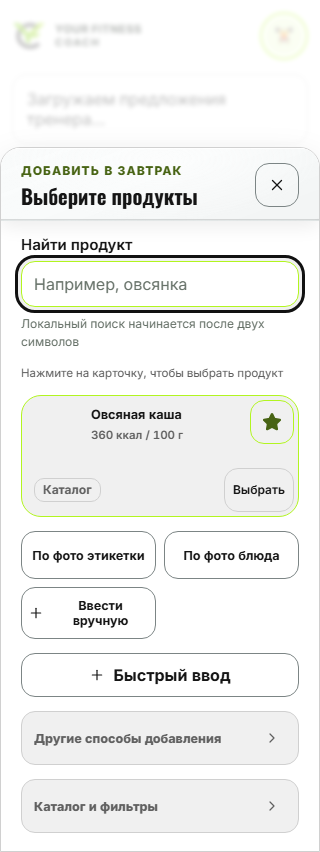 YOUR FITNESS
COACH
Загружаем предложения
тренера...
ДОБАВИТЬ В ЗАВТРАК
Выберите продукты
Найти продукт
Например, овсянка
Локальный поиск начинается после двух
символов
Нажмите на карточку, чтобы выбрать продукт
Овсяная каша
360 ккал / 100 г
Каталог
Выбрать
По фото этикетки
По фото блюда
Ввести
вручную
Быстрый ввод
Другие способы добавления
Каталог и фильтры